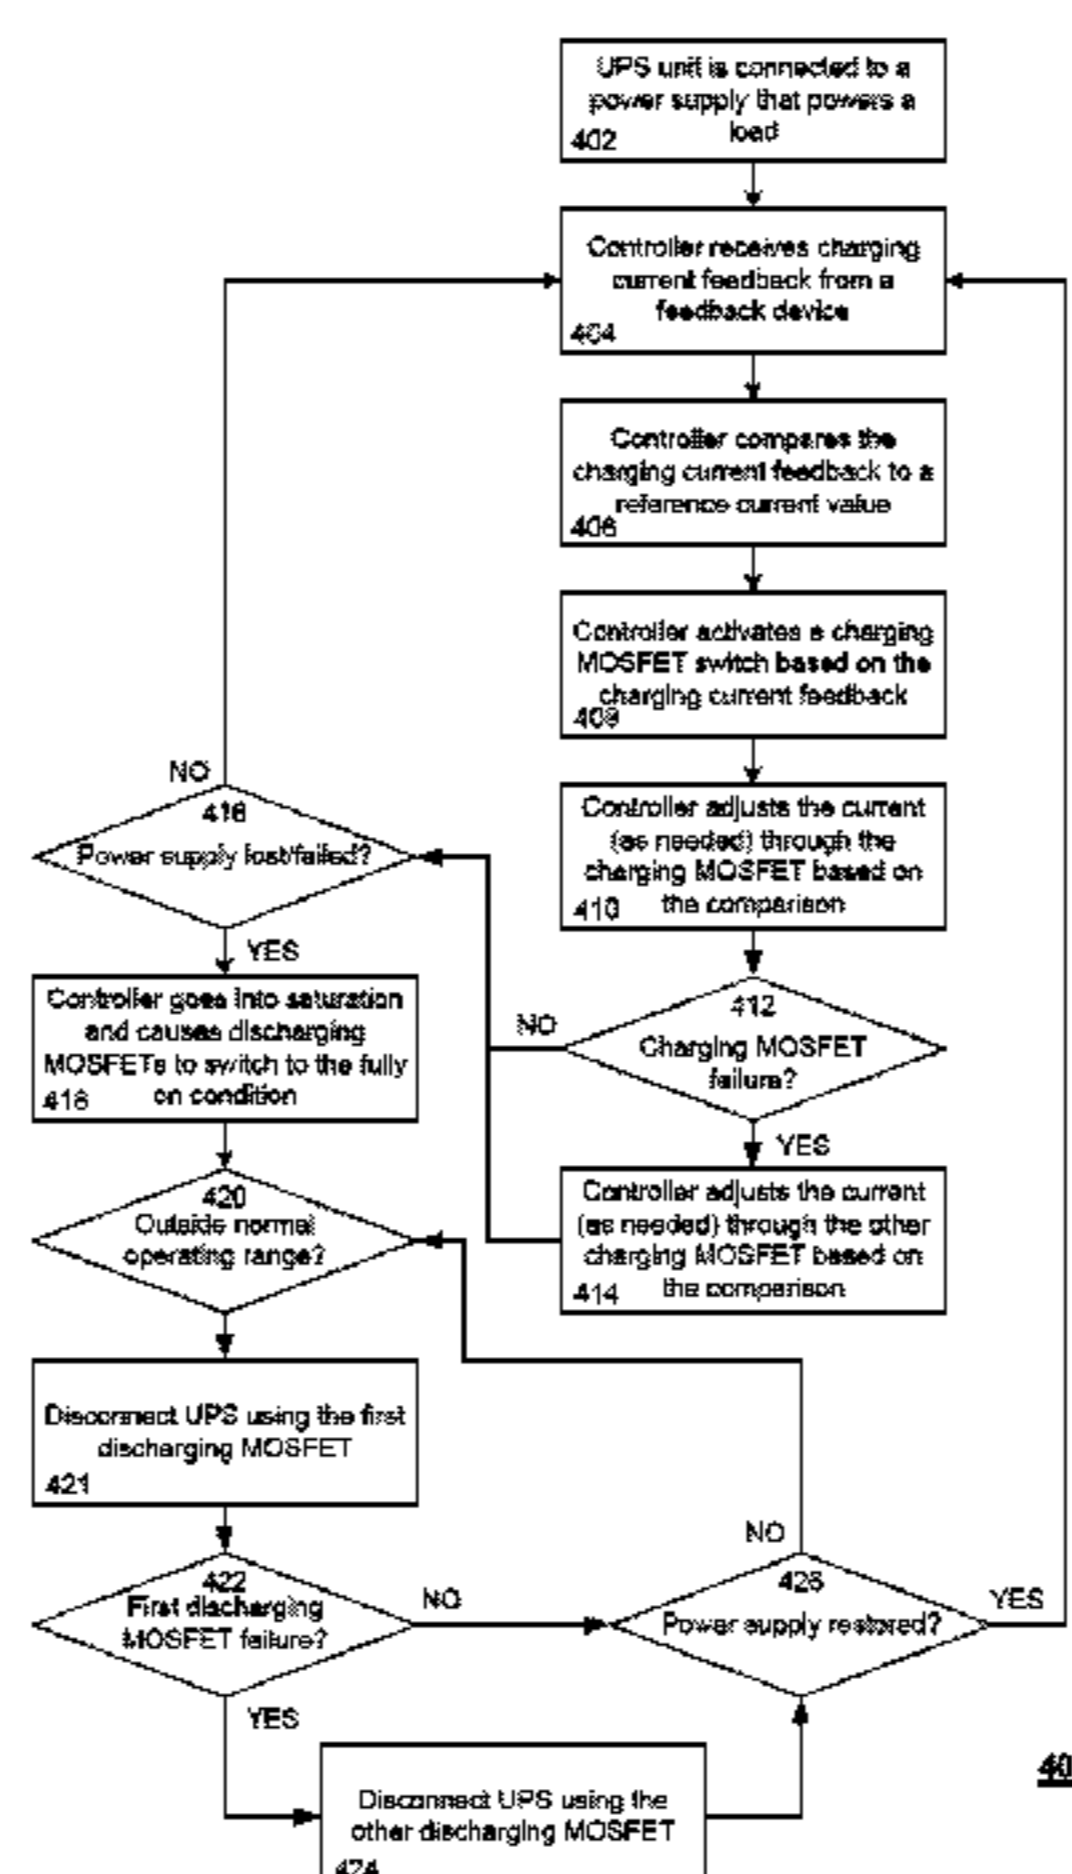 UPS unit is connected to a
power supply that powers a
load
402
Controller receives charging
current feedback from a
feedback device
404
Controller compares the
charging current feedback to a
reference current value
406
Controller activates a charging
MOSFET switch based on the
charging current feedback
408
Controller adjusts the current
(as needed) through the
charging MOSFET based on
the comparison
410
412
Charging MOSFET
failure?
NO
YES
Controller adjusts the current
(as needed) through the other
charging MOSFET based on
the comparison
414
NO
416
Power supply lost/failed?
YES
Controller goes into saturation
and causes discharging
MOSFETs to switch to the fully
on condition
418
420
Outside normal
operating range?
Disconnect UPS using the first
discharging MOSFET
421
422
First discharging
MOSFET failure?
NO
YES
Disconnect UPS using the
other discharging MOSFET
424
NO
426
Power supply restored?
YES